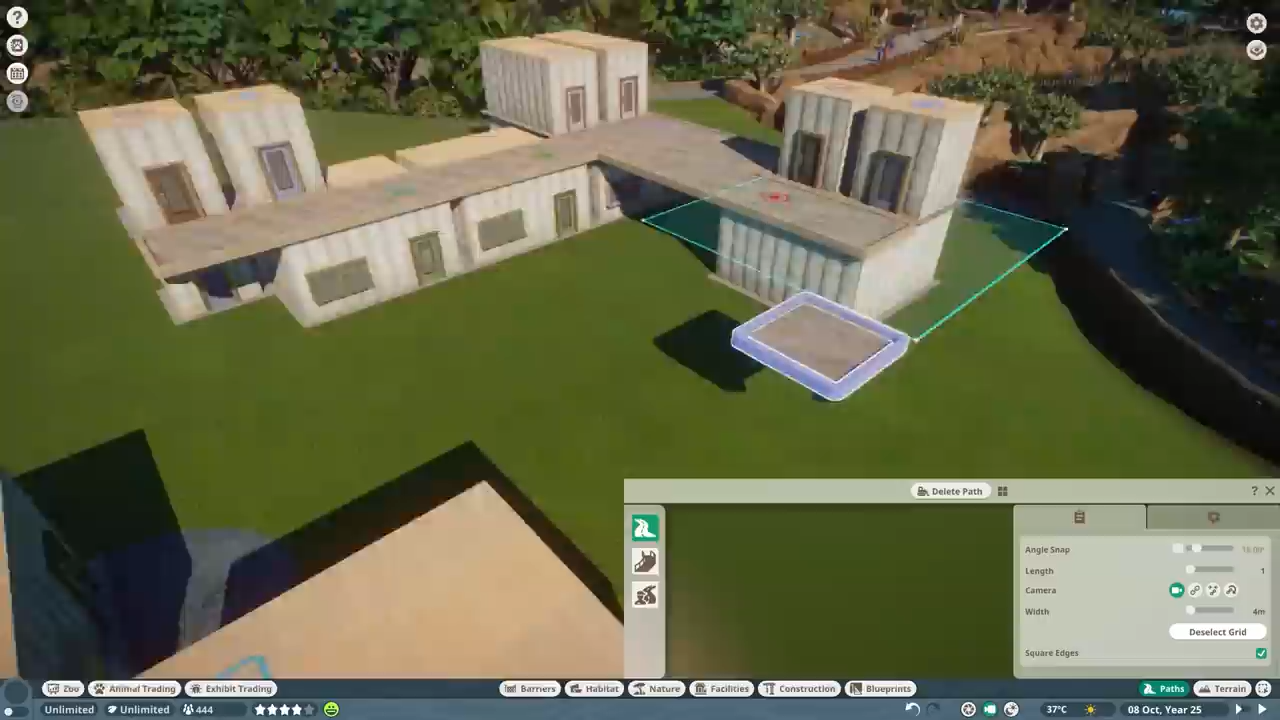 ?
Delete Path
? ✕
Angle Snap
Length 1
Camera
Width 4m
Deselect Grid
Square Edges
Zoo Animal Trading Exhibit Trading Barriers Habitat Nature Facilities Construction Blueprints Paths Terrain
Unlimited Unlimited 444 37°C 08 Oct, Year 25